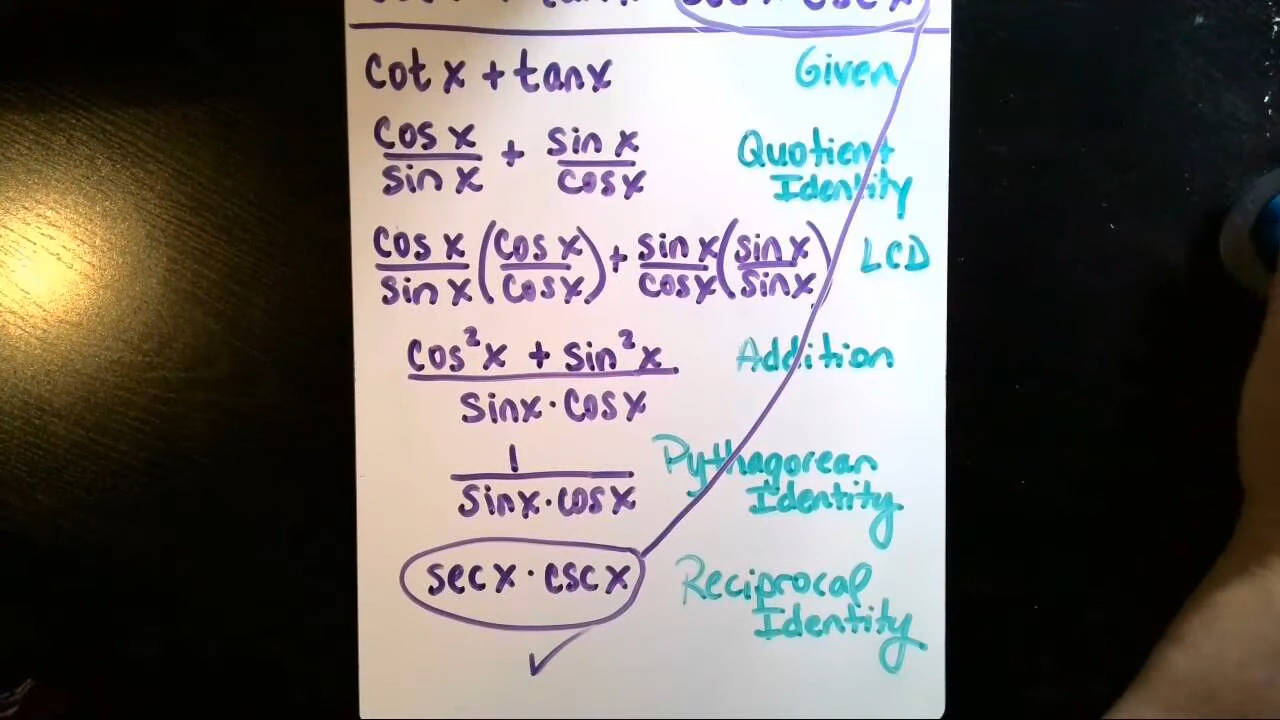 cot x + tan x Given
cos x / sin x + sin x / cos x Quotient Identity
cos x / sin x (cos x / cos x) + sin x / cos x (sin x / sin x) LCD
cos²x + sin²x / sin x · cos x Addition
1 / sin x · cos x Pythagorean Identity
sec x · csc x Reciprocal Identity
✓